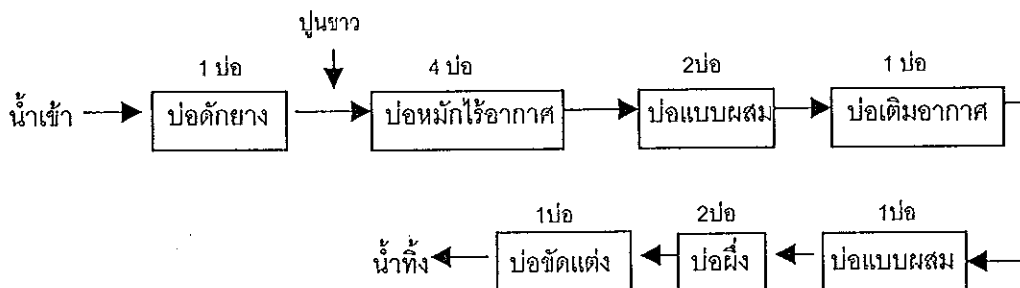 ปูนขาว
1 บ่อ 4 บ่อ 2บ่อ 1 บ่อ
น้ำเข้า บ่อดักยาง บ่อหมักไร้อากาศ บ่อแบบผสม บ่อเติมอากาศ
1บ่อ 2บ่อ 1บ่อ
น้ำทิ้ง บ่อขัดแต่ง บ่อผึ่ง บ่อแบบผสม